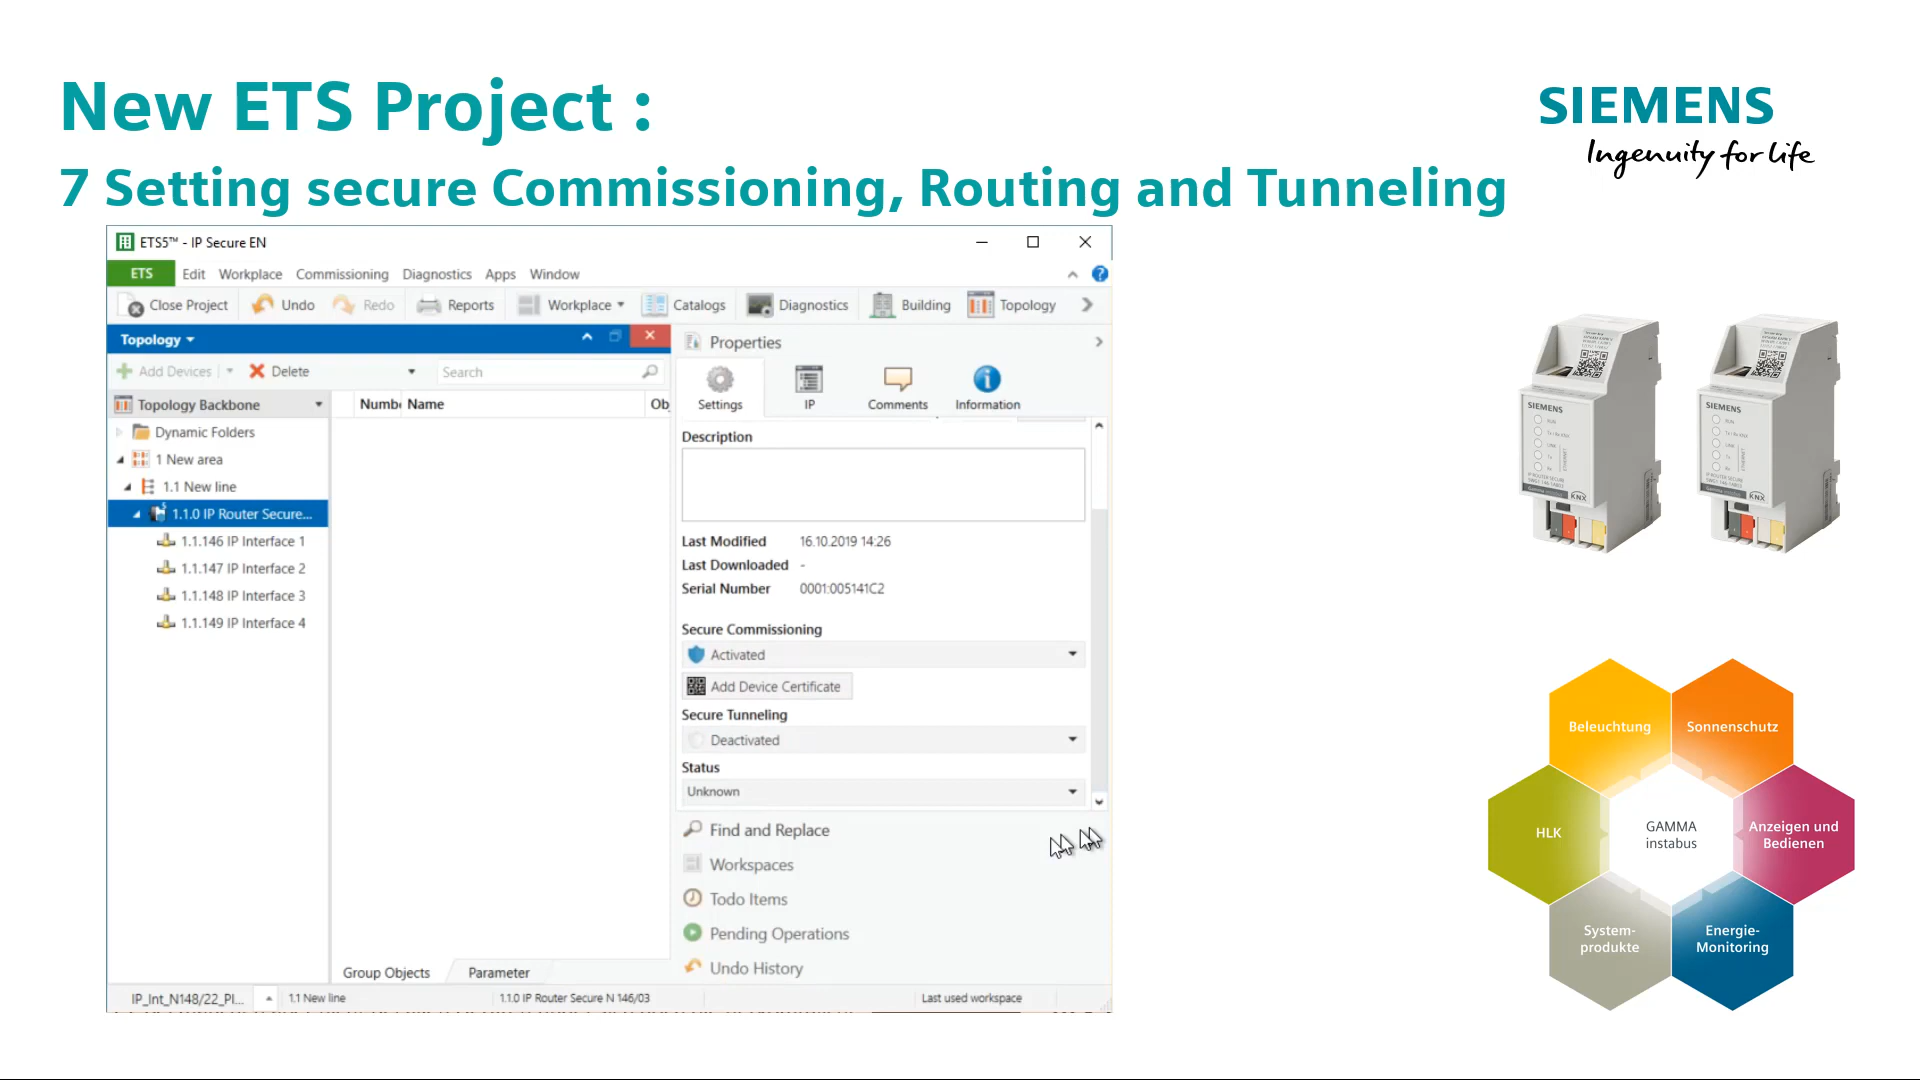 New ETS Project :
7 Setting secure Commissioning, Routing and Tunneling
SIEMENS
Ingenuity for life
ETS5™ - IP Secure EN
ETS Edit Workplace Commissioning Diagnostics Apps Window
Close Project Undo Redo Reports Workplace Catalogs Diagnostics Building Topology
Topology
Add Devices Delete Search
Topology Backbone
Numb Name Ob
Dynamic Folders
1 New area
1.1 New line
1.1.0 IP Router Secure...
1.1.146 IP Interface 1
1.1.147 IP Interface 2
1.1.148 IP Interface 3
1.1.149 IP Interface 4
Group Objects Parameter
Properties
Settings IP Comments Information
Description
Last Modified 16.10.2019 14:26
Last Downloaded -
Serial Number 0001:005141C2
Secure Commissioning
Activated
Add Device Certificate
Secure Tunneling
Deactivated
Status
Unknown
Find and Replace
Workspaces
Todo Items
Pending Operations
Undo History
IP_Int_N148/22_Pl... 1.1 New line 1.1.0 IP Router Secure N 146/03 Last used workspace
SIEMENS
RUN
KNX
SIEMENS
RUN
KNX
Beleuchtung
Sonnenschutz
HLK
GAMMA
instabus
Anzeigen und
Bedienen
System-
produkte
Energie-
Monitoring